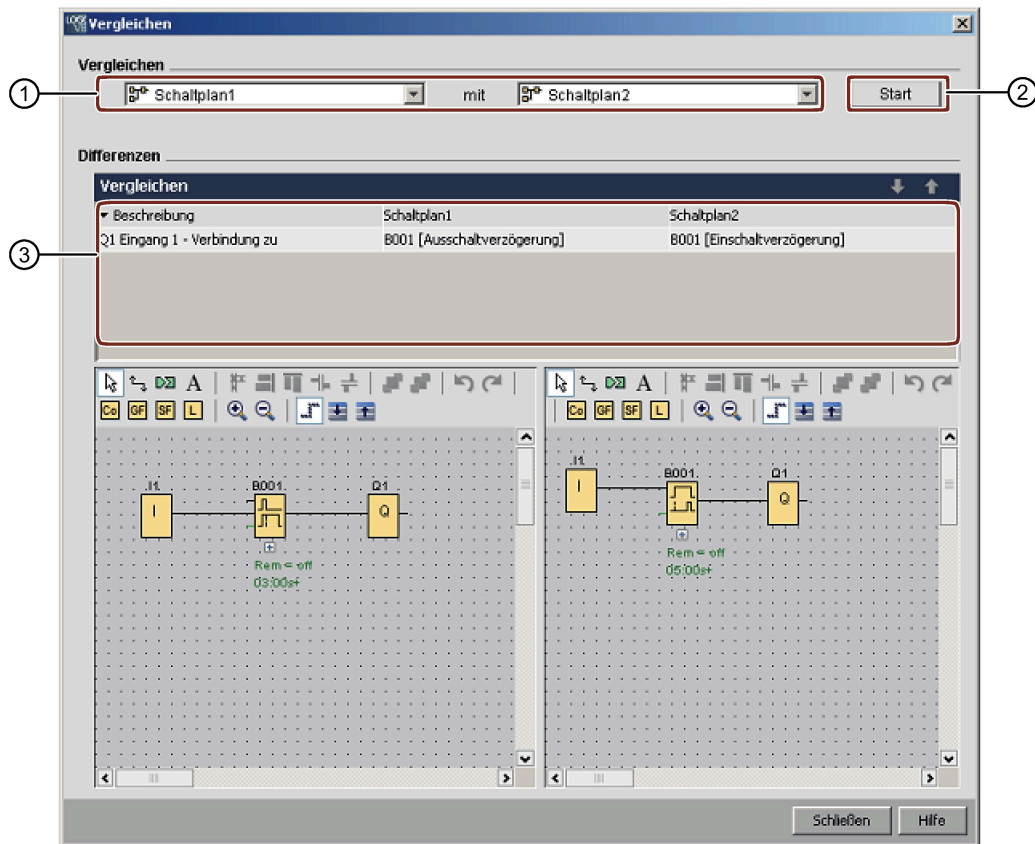 Vergleichen
Vergleichen
1 Schaltplan1 mit Schaltplan2 Start 2
Differenzen
Vergleichen
Beschreibung Schaltplan1 Schaltplan2
3 Q1 Eingang 1 - Verbindung zu B001 [Ausschaltverzögerung] B001 [Einschaltverzögerung]
A A
Co GF SF L Co GF SF L
I1 B001 Q1
I Q
Rem = off
03:00s+
I1 B001 Q1
I Q
Rem = off
05:00s+
Schließen Hilfe